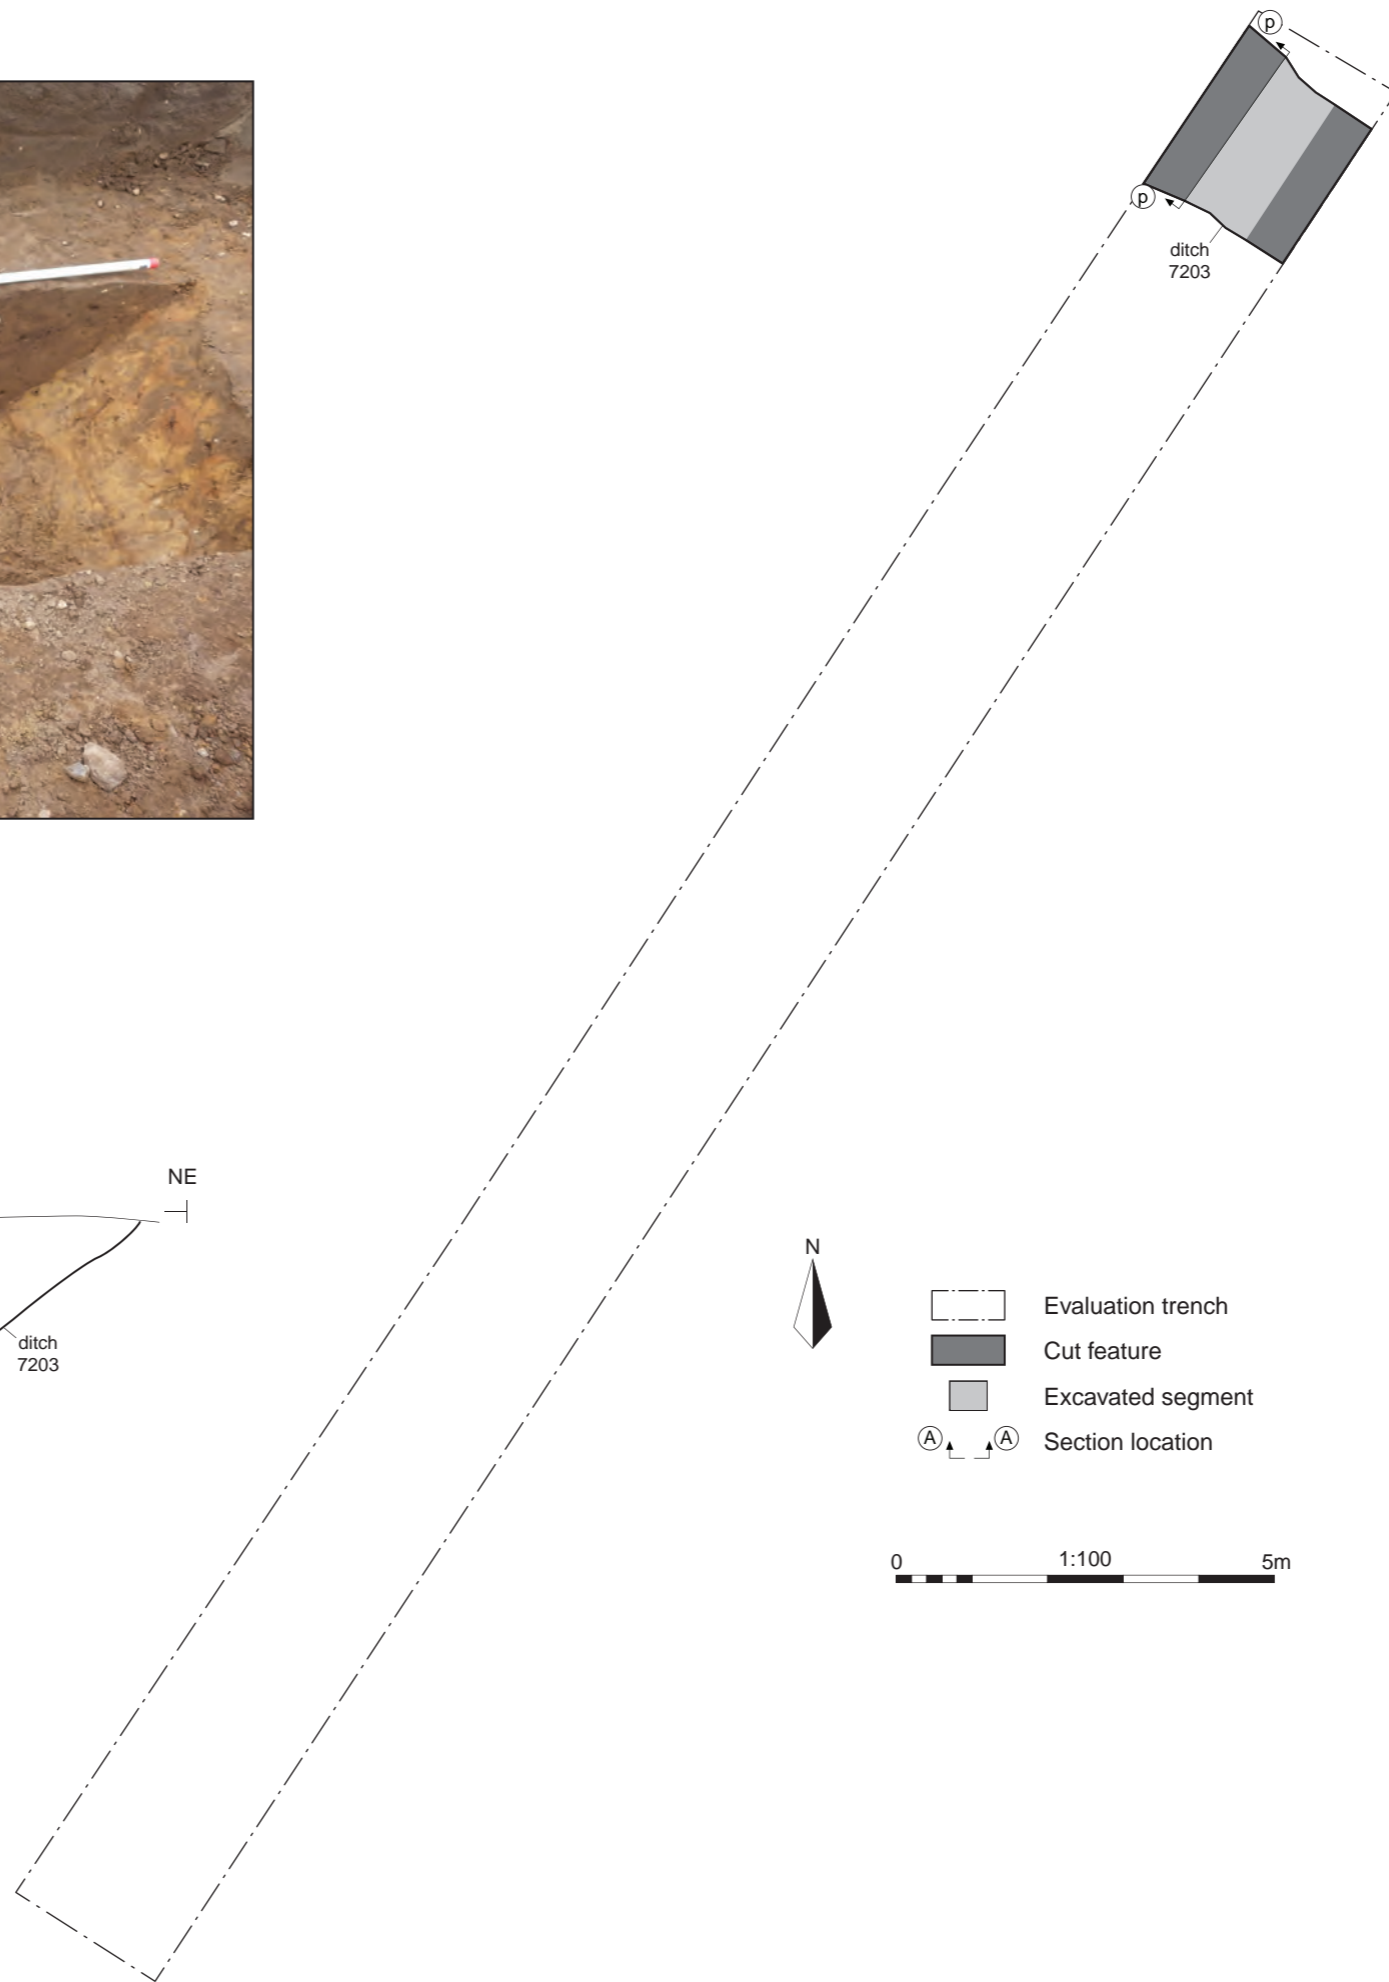 p
p
ditch
7203
NE
ditch
7203
N
Evaluation trench
Cut feature
Excavated segment
A A Section location
0 1:100 5m